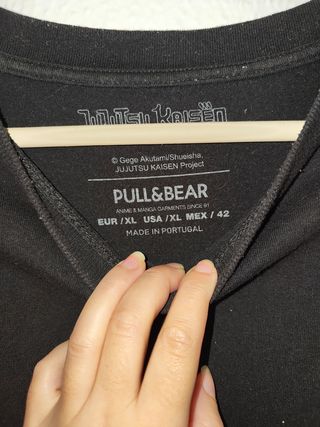 JUJUTSU KAISEN
© Gege Akutami/Shueisha,
JUJUTSU KAISEN Project
PULL&BEAR
ANIME & MANGA GARMENTS SINCE 91
EUR / XL USA / XL MEX / 42
MADE IN PORTUGAL